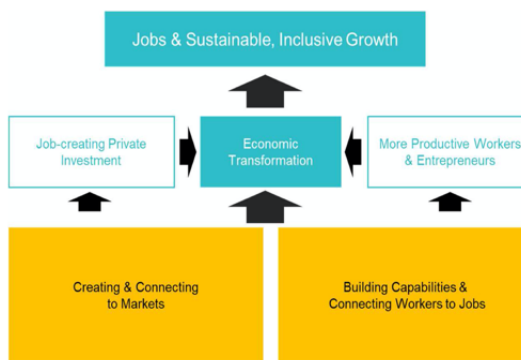 Jobs & Sustainable, Inclusive Growth
Job-creating Private
Investment
Economic
Transformation
More Productive Workers
& Entrepreneurs
Creating & Connecting
to Markets
Building Capabilities &
Connecting Workers to Jobs